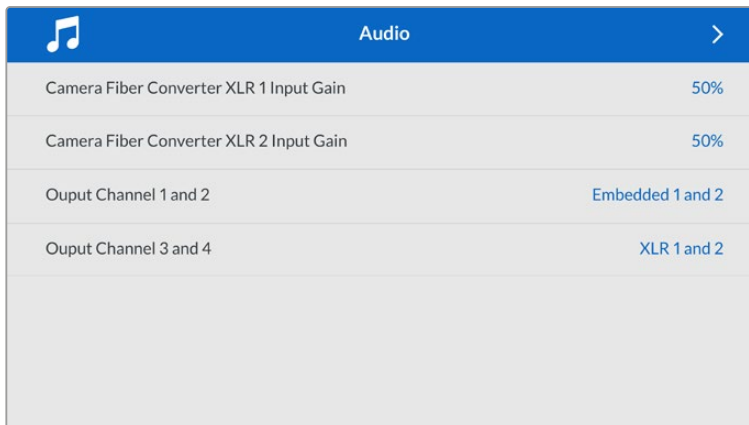 Audio
Camera Fiber Converter XLR 1 Input Gain 50%
Camera Fiber Converter XLR 2 Input Gain 50%
Ouput Channel 1 and 2 Embedded 1 and 2
Ouput Channel 3 and 4 XLR 1 and 2